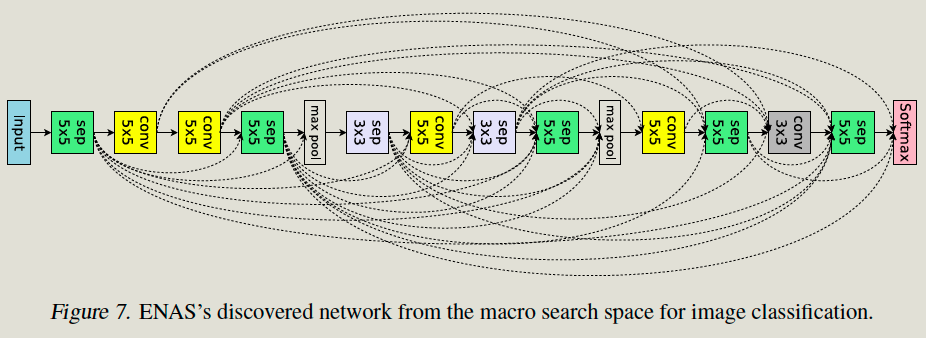 Input
sep 5x5
conv 5x5
conv 5x5
sep 5x5
max pool
sep 3x3
conv 5x5
sep 3x3
sep 5x5
max pool
conv 5x5
sep 5x5
conv 3x3
sep 5x5
Softmax
Figure 7. ENAS's discovered network from the macro search space for image classification.